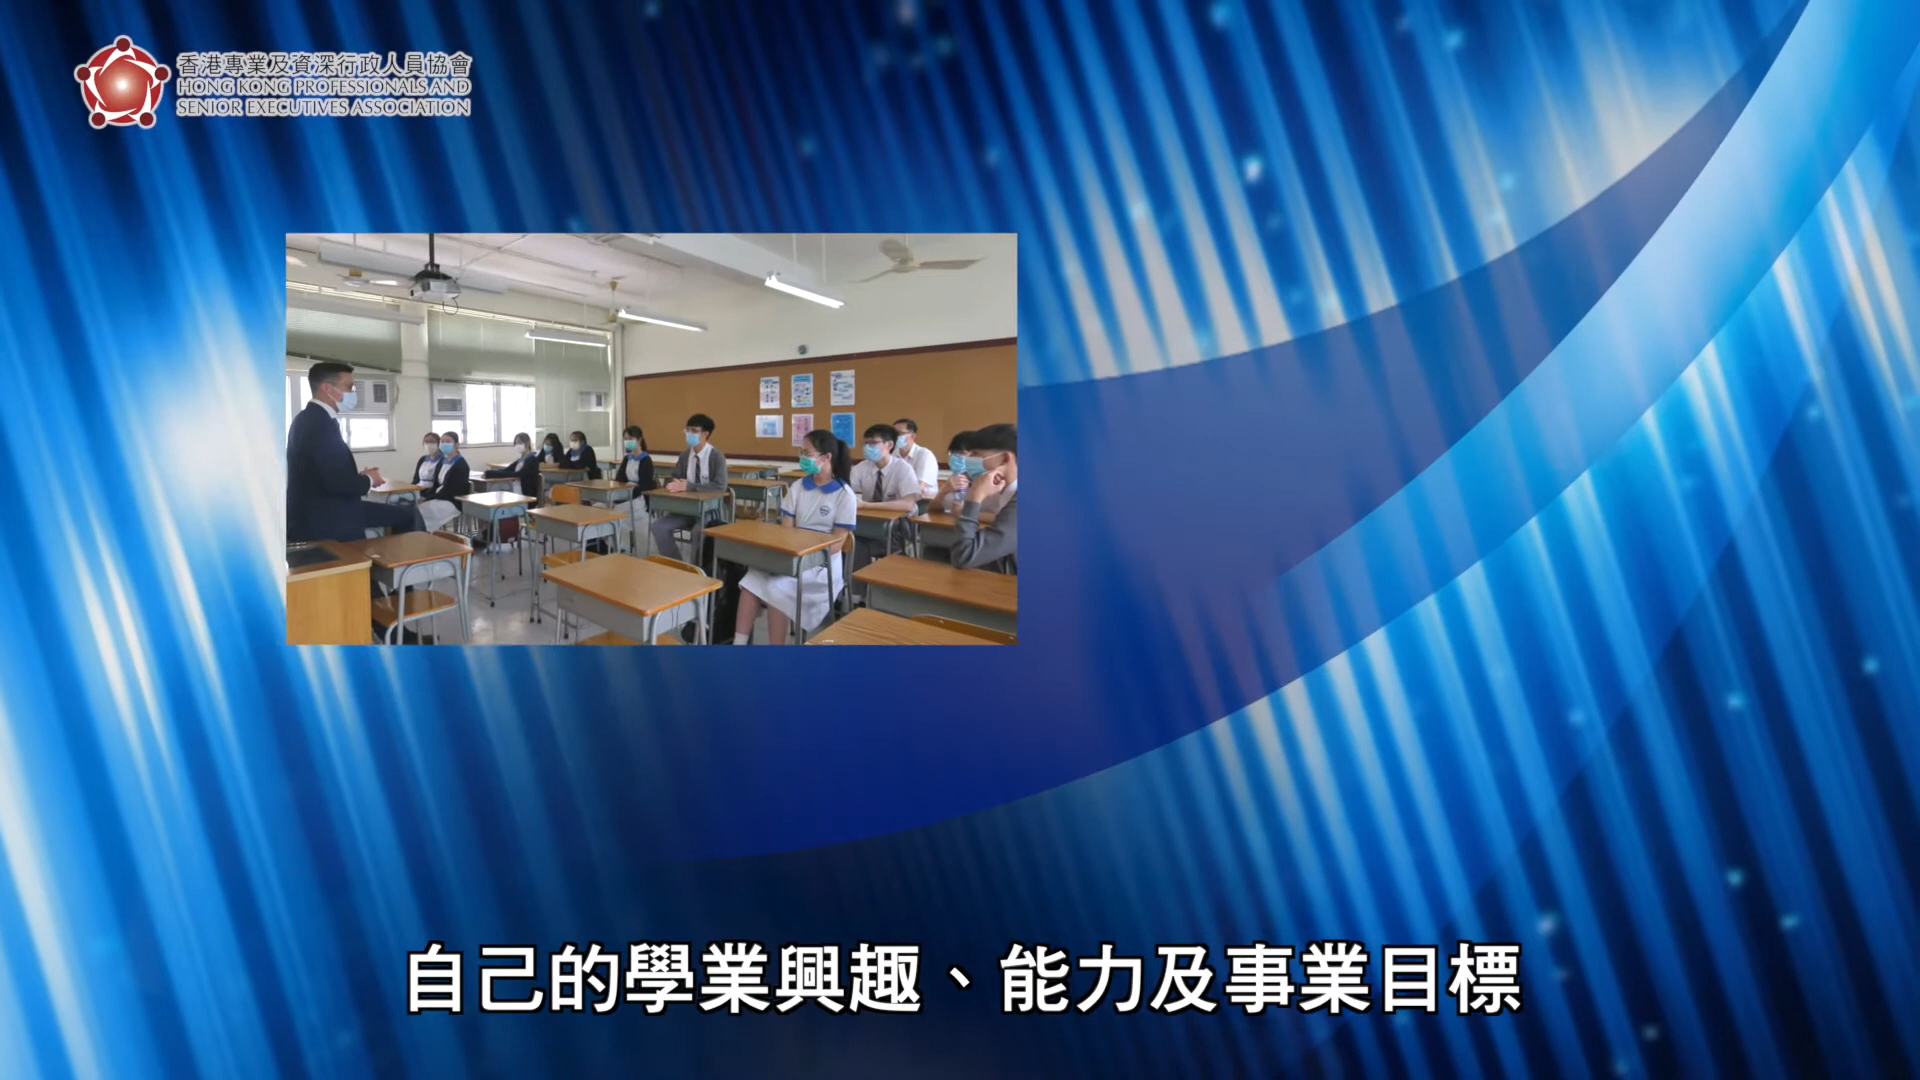 香港專業及資深行政人員協會
HONG KONG PROFESSIONALS AND
SENIOR EXECUTIVES ASSOCIATION
自己的學業興趣、能力及事業目標